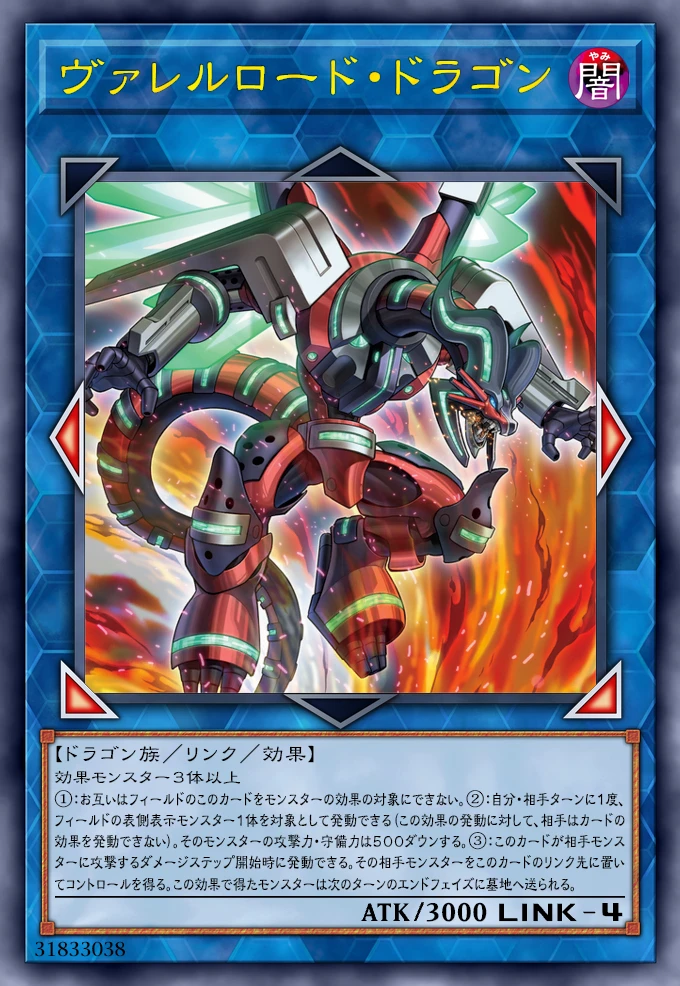 ヴァレルロード・ドラゴン
やみ
闇
【ドラゴン族／リンク／効果】
効果モンスター3体以上
①：お互いはフィールドのこのカードをモンスターの効果の対象にできない。②：自分・相手ターンに1度、
フィールドの表側表示モンスター1体を対象として発動できる（この効果の発動に対して、相手はカードの
効果を発動できない）。そのモンスターの攻撃力・守備力は500ダウンする。③：このカードが相手モンス
ターに攻撃するダメージステップ開始時に発動できる。その相手モンスターをこのカードのリンク先に置い
てコントロールを得る。この効果で得たモンスターは次のターンのエンドフェイズに墓地へ送られる。
ATK/3000 LINK-4
31833038